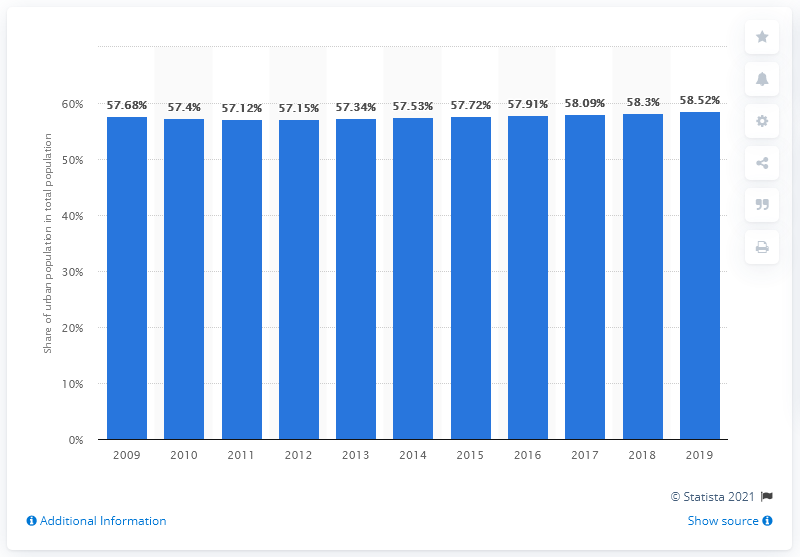 57.68% 57.4% 57.12% 57.15% 57.34% 57.53% 57.72% 57.91% 58.09% 58.3% 58.52%
60%
50%
40%
30%
20%
10%
0%
Share of urban population in total population
2009 2010 2011 2012 2013 2014 2015 2016 2017 2018 2019
© Statista 2021
Additional Information
Show source